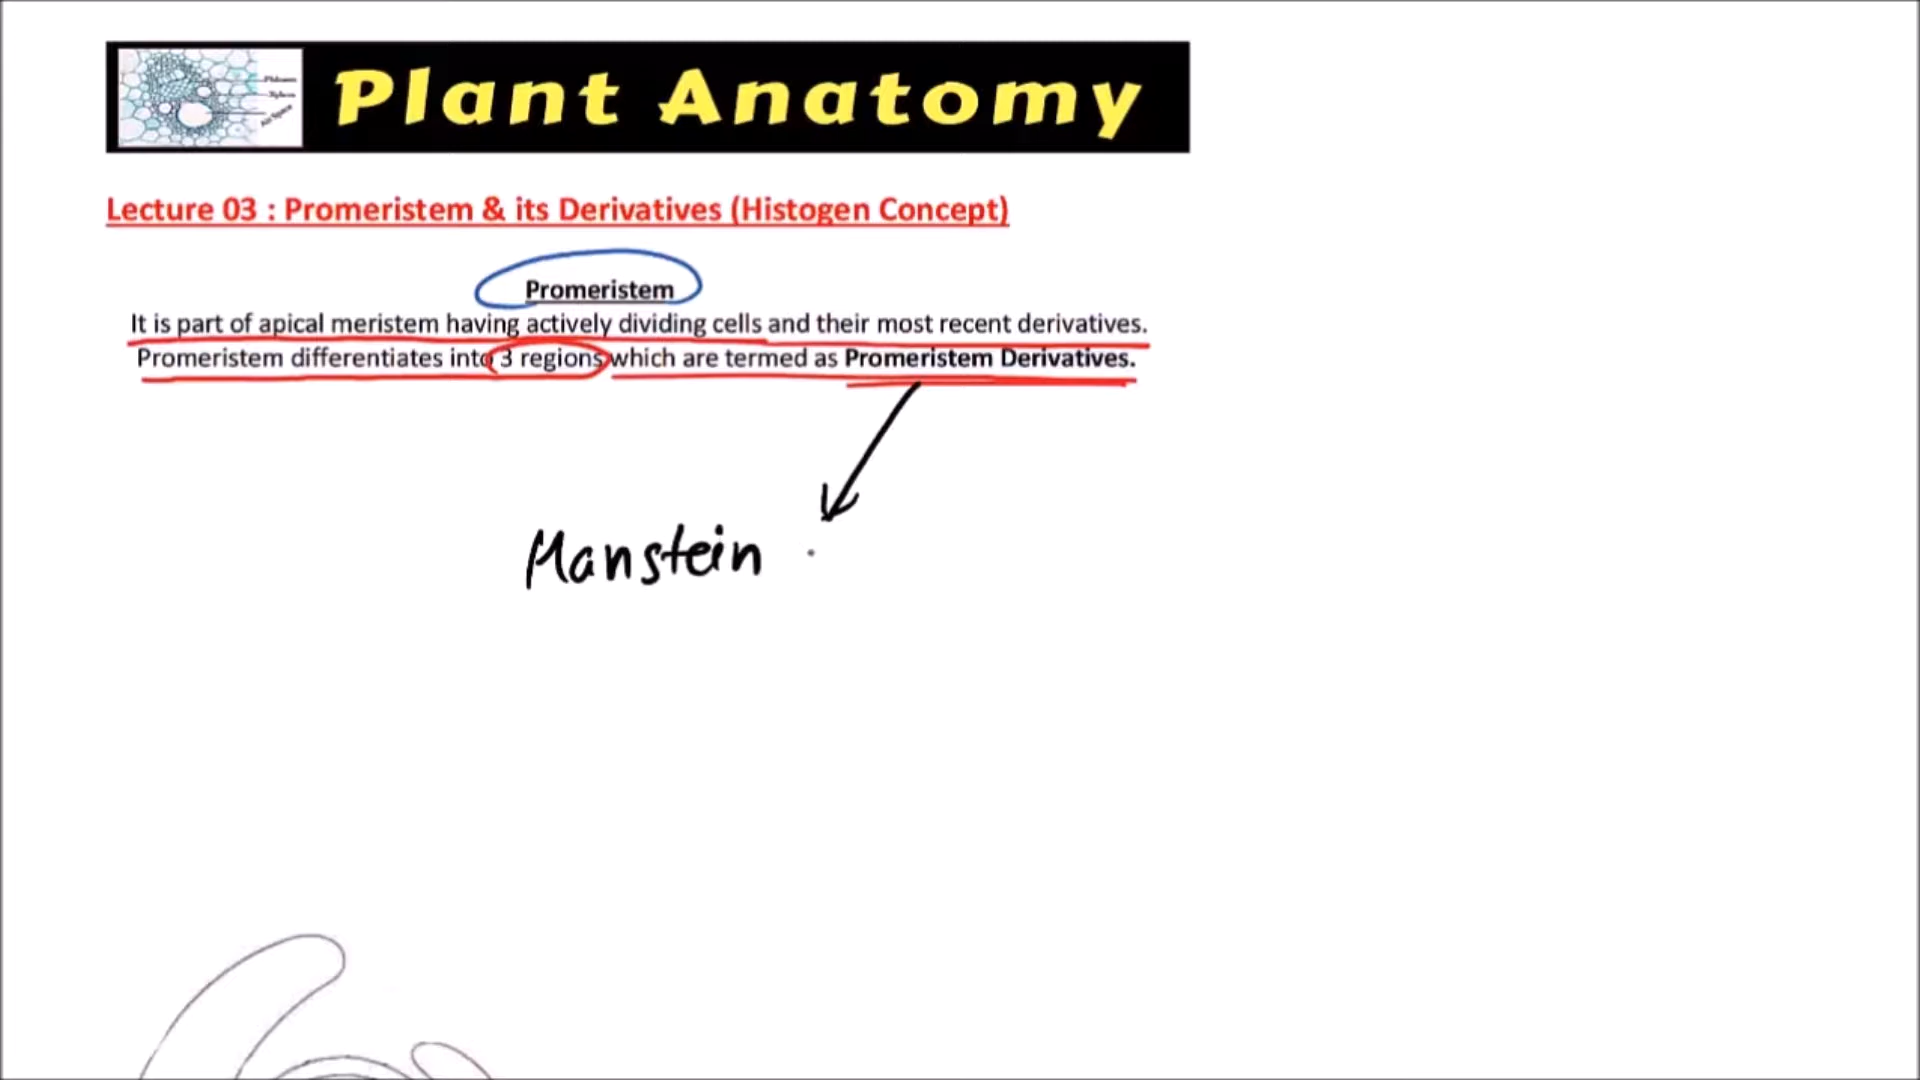 Plant Anatomy
Lecture 03 : Promeristem & its Derivatives (Histogen Concept)
Promeristem
It is part of apical meristem having actively dividing cells and their most recent derivatives.
Promeristem differentiates into 3 regions which are termed as Promeristem Derivatives.
Manstein